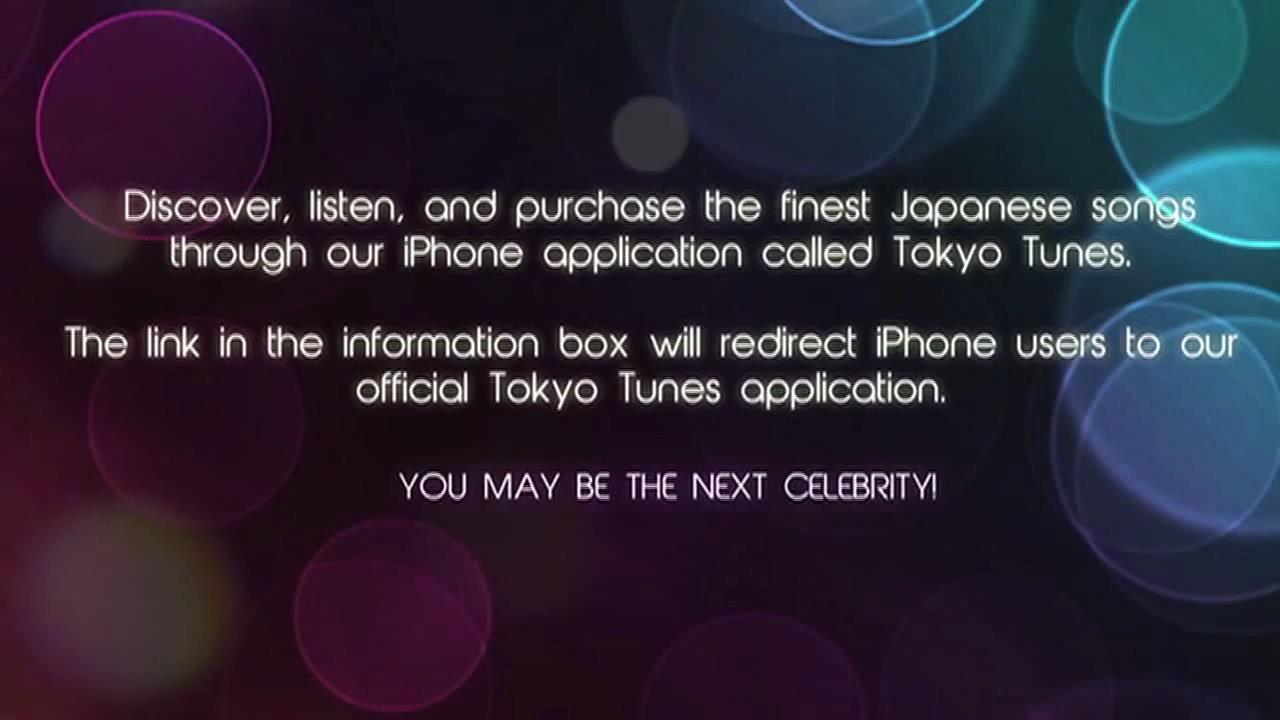 Discover, listen, and purchase the finest Japanese songs
through our iPhone application called Tokyo Tunes.
The link in the information box will redirect iPhone users to our
official Tokyo Tunes application.
YOU MAY BE THE NEXT CELEBRITY!